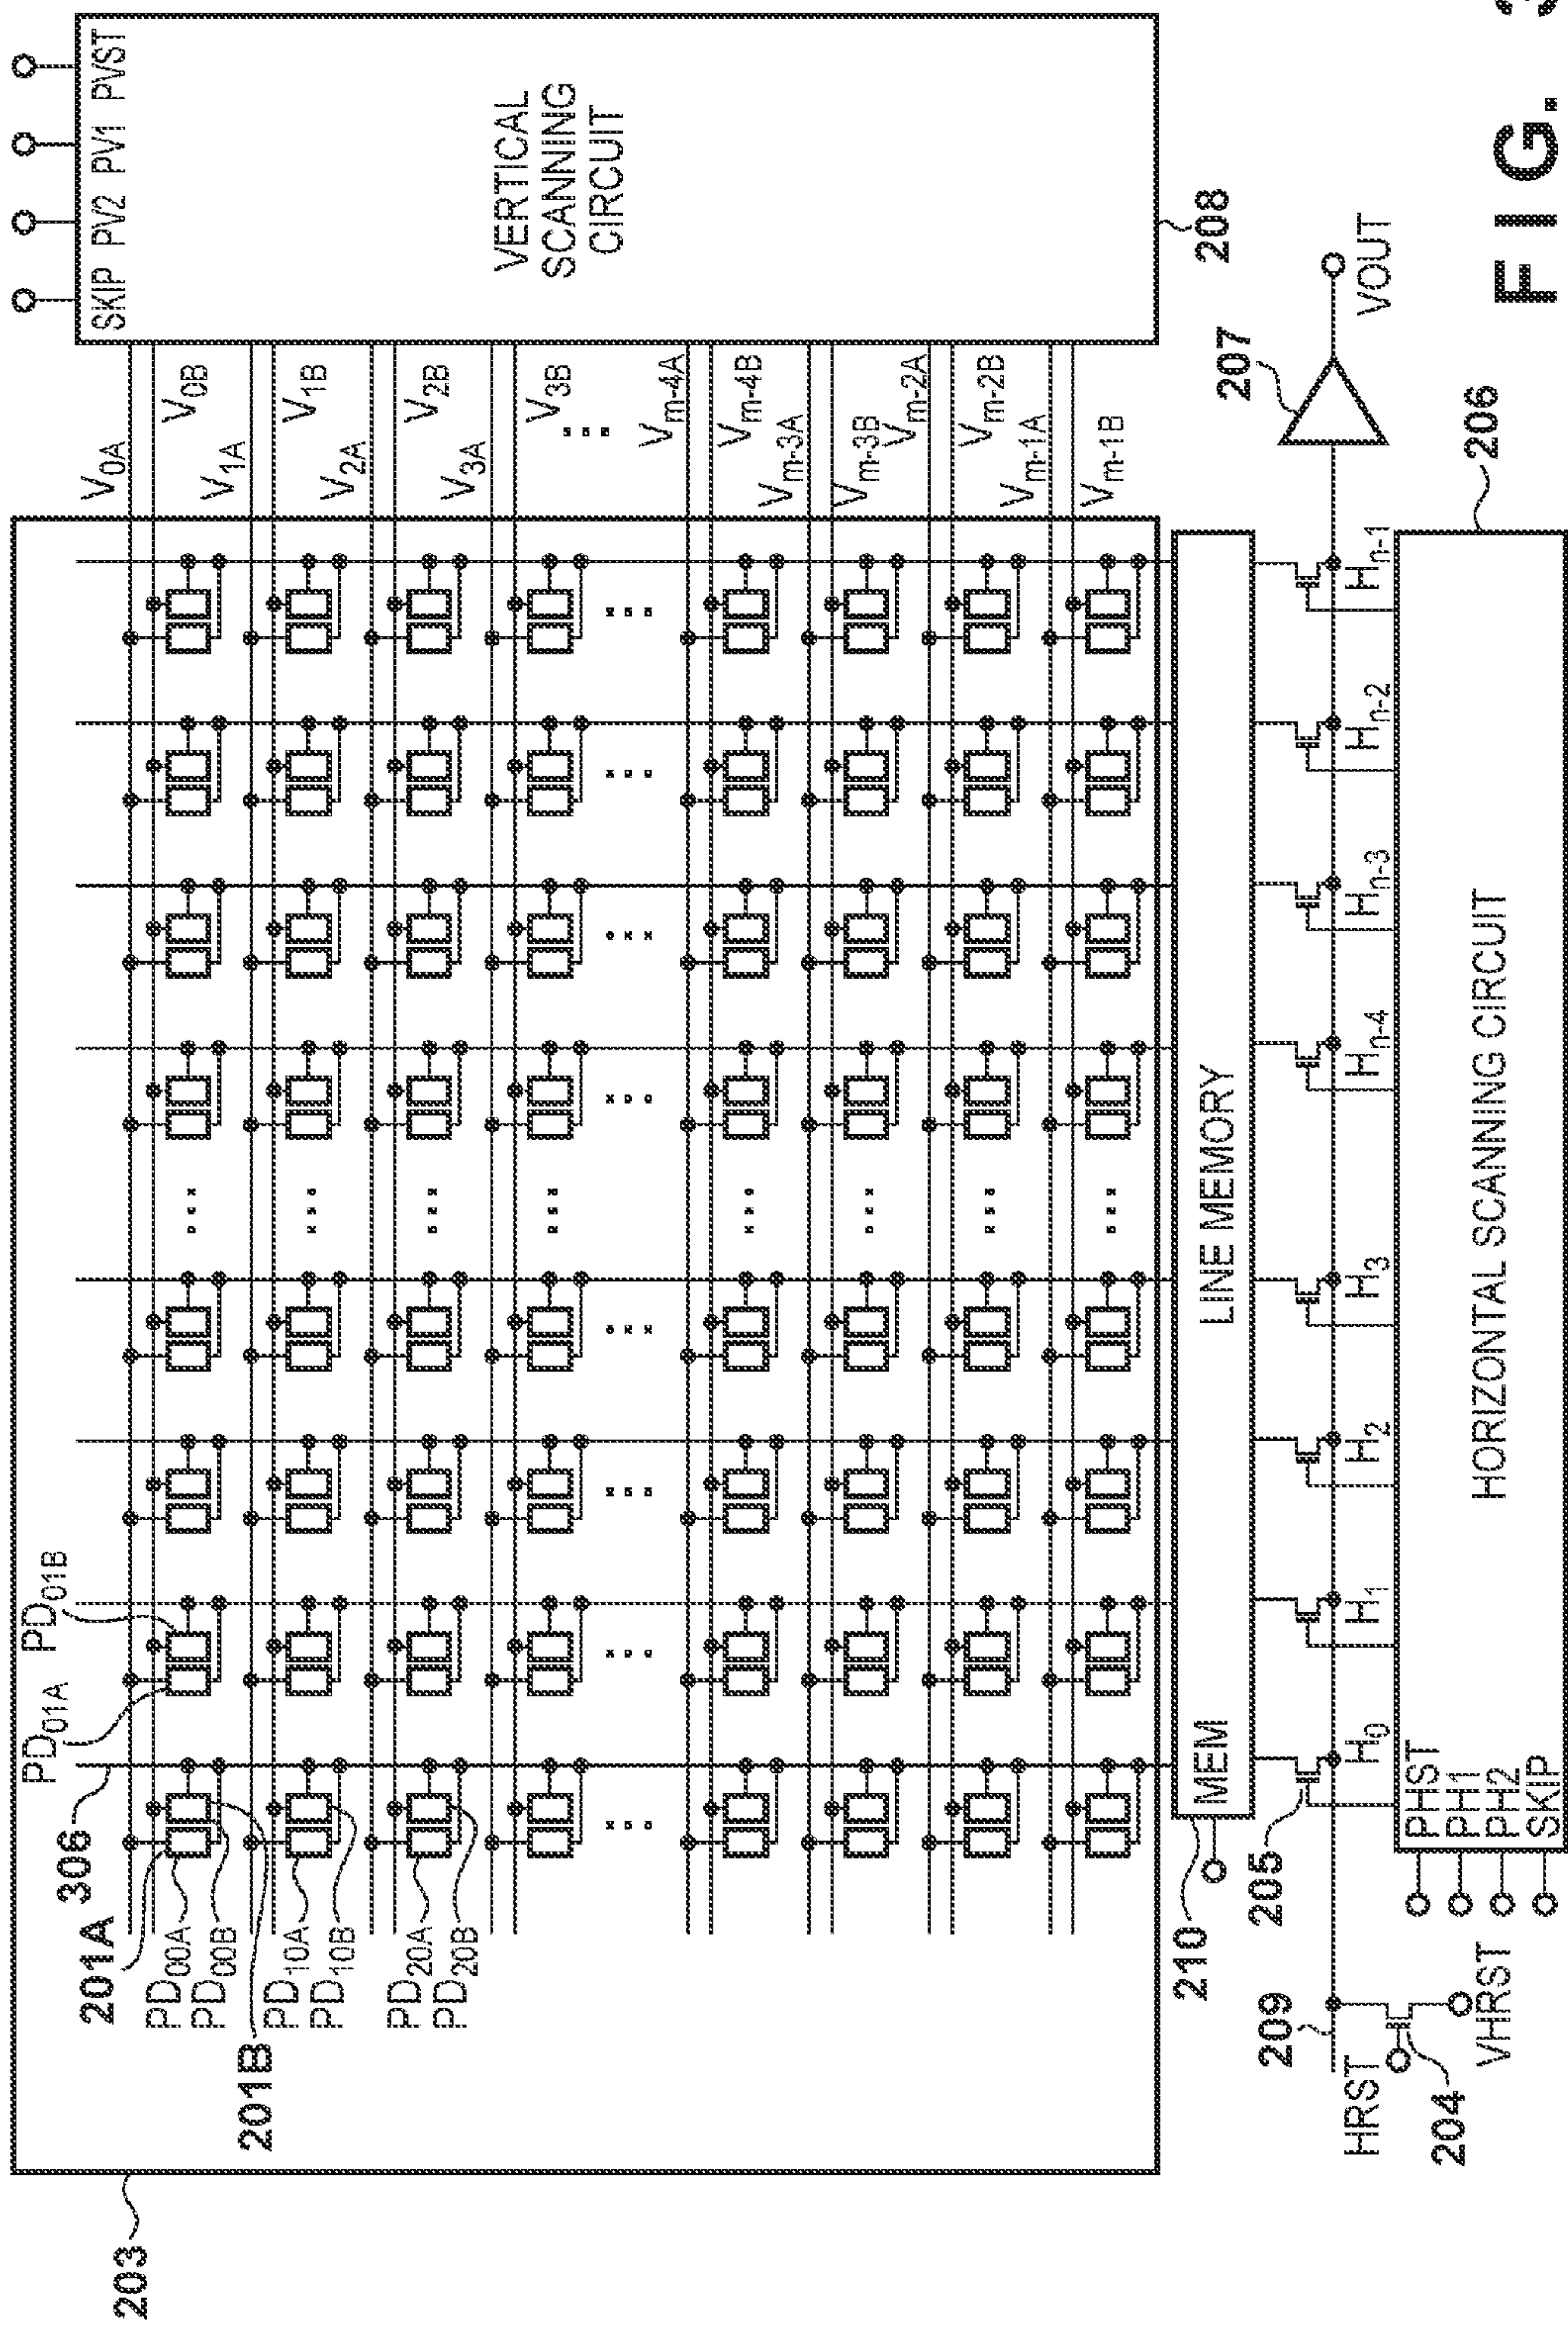 203
201A
306
PD01A
PD01B
PD00A
PD00B
201B
PD10A
PD10B
PD20A
PD20B
V0A
V0B
V1A
V1B
V2A
V2B
V3A
V3B
Vm-4A
Vm-4B
Vm-3A
Vm-3B
Vm-2A
Vm-2B
Vm-1A
Vm-1B
SKIP PV2 PV1 PVST
VERTICAL
SCANNING
CIRCUIT
208
210
MEM
LINE MEMORY
209
HRST
204
VHRST
205
H0
H1
H2
H3
Hn-4
Hn-3
Hn-2
Hn-1
207
VOUT
206
PHST
PH1
PH2
SKIP
HORIZONTAL SCANNING CIRCUIT
FIG. 3